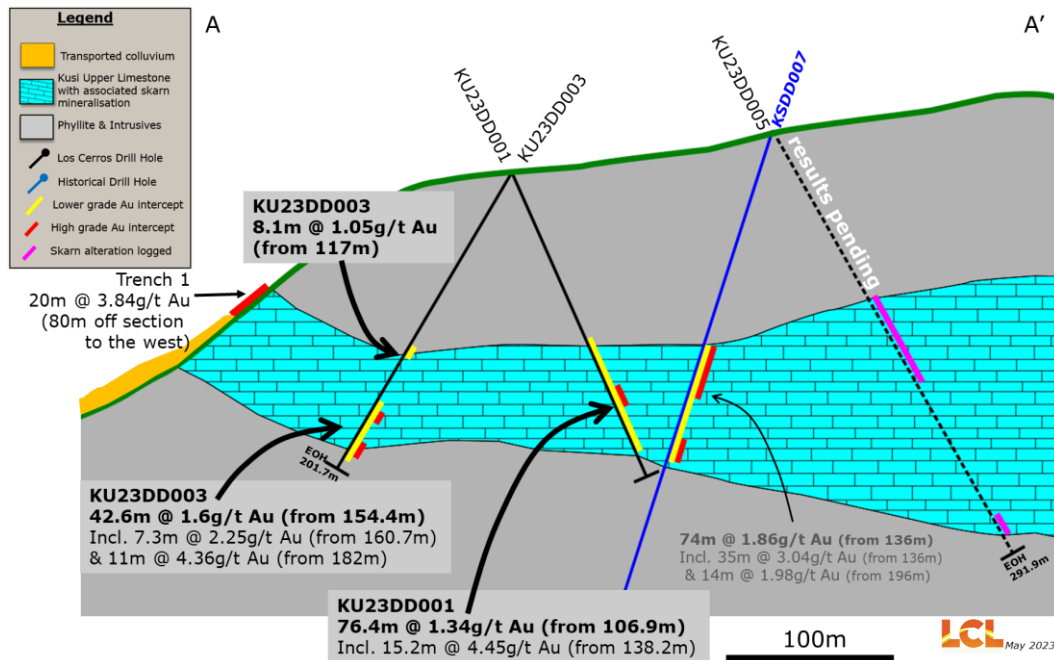 Legend
Transported colluvium
Kusi Upper Limestone
with associated skarn
mineralisation
Phyllite & Intrusives
Los Cerros Drill Hole
Historical Drill Hole
Lower grade Au intercept
High grade Au intercept
Skarn alteration logged
A
A’
KU23DD001
KU23DD003
KU23DD005
KSDD007
results pending
KU23DD003
8.1m @ 1.05g/t Au
(from 117m)
Trench 1
20m @ 3.84g/t Au
(80m off section
to the west)
EOH
201.7m
KU23DD003
42.6m @ 1.6g/t Au (from 154.4m)
Incl. 7.3m @ 2.25g/t Au (from 160.7m)
& 11m @ 4.36g/t Au (from 182m)
74m @ 1.86g/t Au (from 136m)
Incl. 35m @ 3.04g/t Au (from 136m)
& 14m @ 1.98g/t Au (from 196m)
EOH
291.9m
KU23DD001
76.4m @ 1.34g/t Au (from 106.9m)
Incl. 15.2m @ 4.45g/t Au (from 138.2m)
100m
LCL May 2023